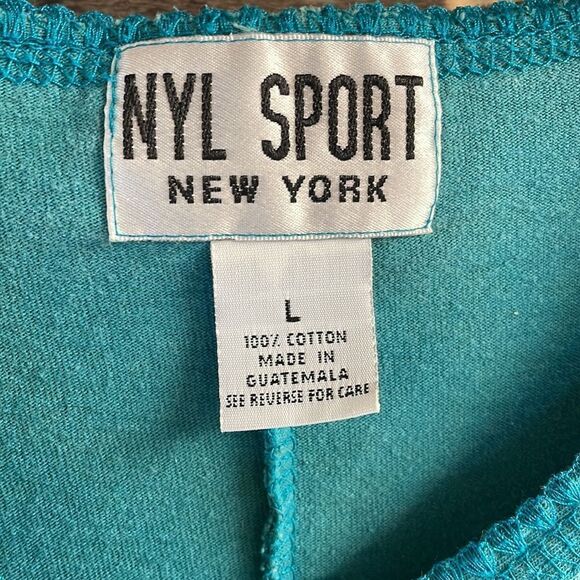 NYL SPORT
NEW YORK
L
100% COTTON
MADE IN
GUATEMALA
SEE REVERSE FOR CARE